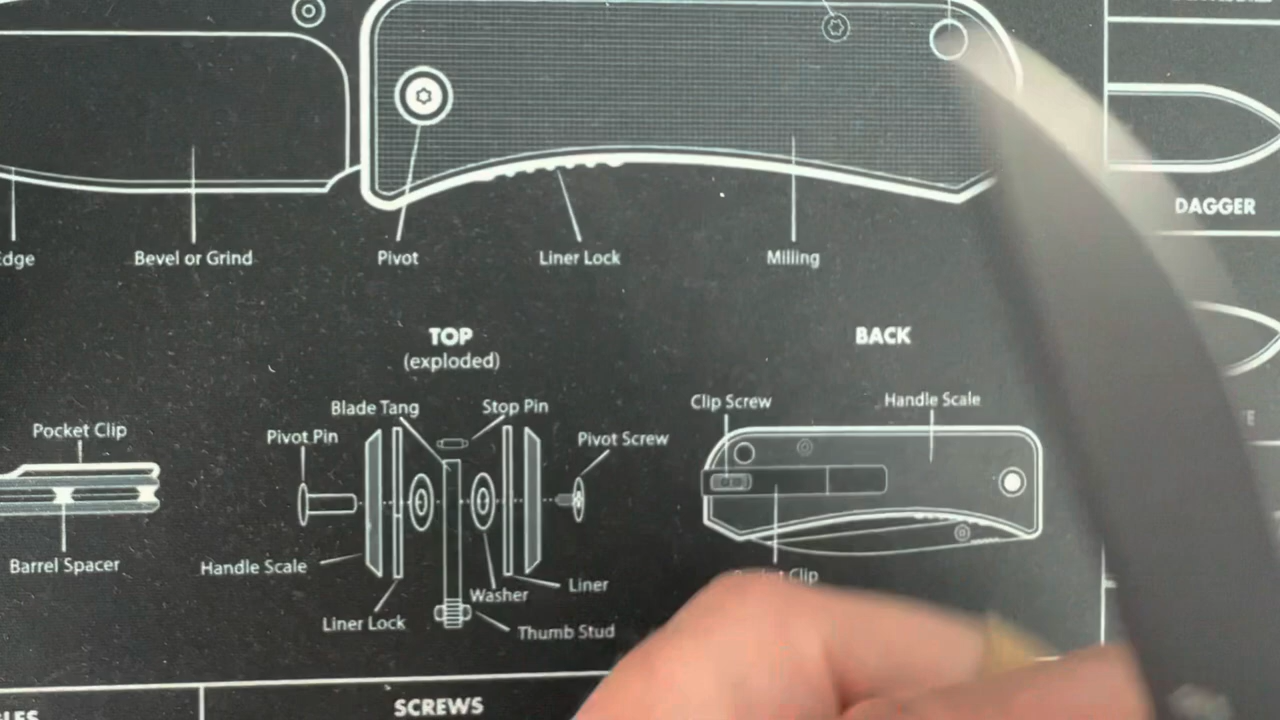 DAGGER
Edge
Bevel or Grind
Pivot
Liner Lock
Milling
TOP
(exploded)
BACK
Blade Tang
Stop Pin
Clip Screw
Handle Scale
Pocket Clip
Pivot Pin
Pivot Screw
Barrel Spacer
Handle Scale
Washer
Liner
Clip
Liner Lock
Thumb Stud
SCREWS